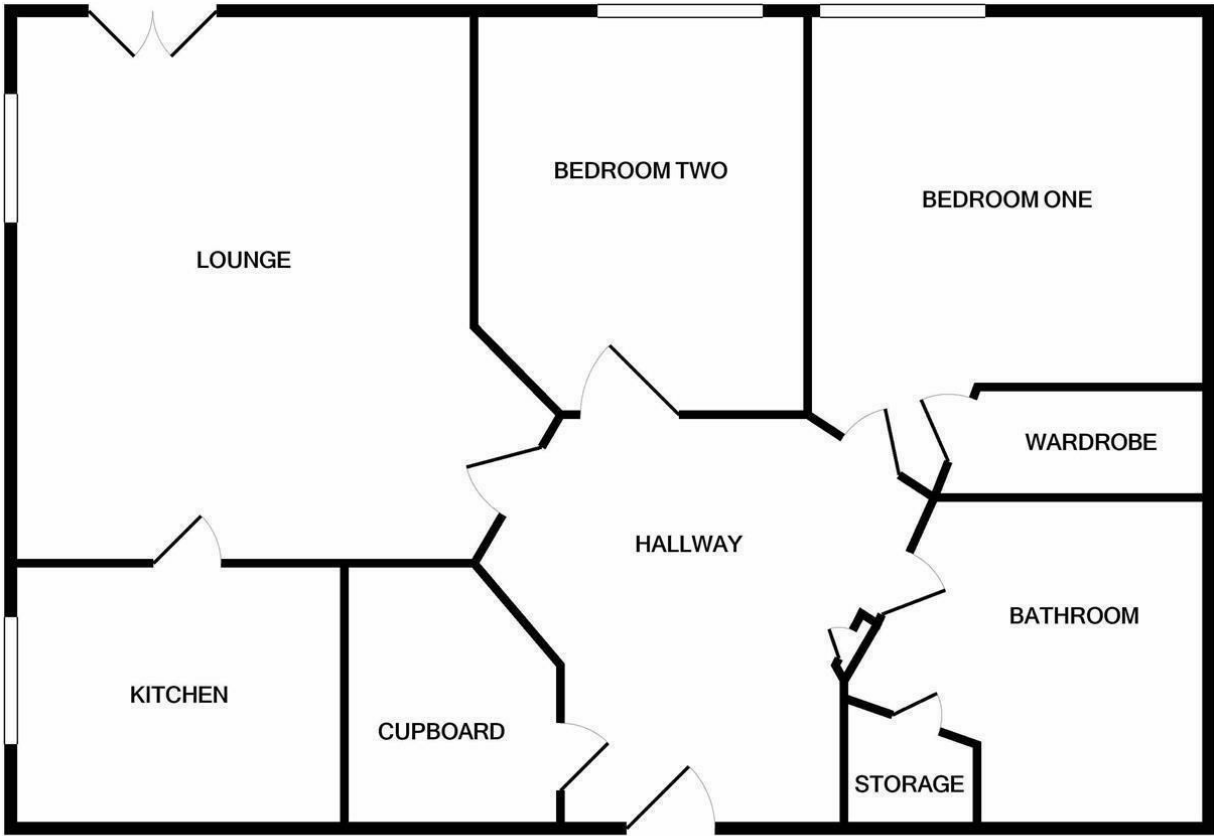 BEDROOM TWO
BEDROOM ONE
LOUNGE
WARDROBE
HALLWAY
BATHROOM
KITCHEN
CUPBOARD
STORAGE